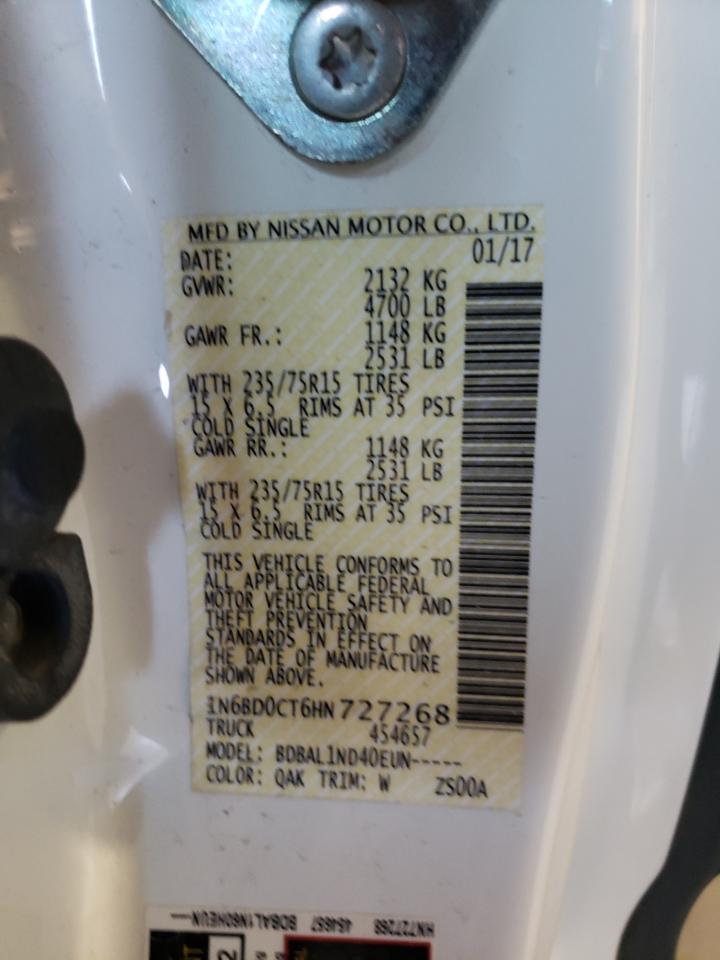 MFD BY NISSAN MOTOR CO., LTD.
DATE: 01/17
GVWR: 2132 KG
4700 LB
GAWR FR.: 1148 KG
2531 LB
WITH 235/75R15 TIRES
15 X 6.5 RIMS AT 35 PSI
COLD SINGLE
GAWR RR.: 1148 KG
2531 LB
WITH 235/75R15 TIRES
15 X 6.5 RIMS AT 35 PSI
COLD SINGLE
THIS VEHICLE CONFORMS TO
ALL APPLICABLE FEDERAL
MOTOR VEHICLE SAFETY AND
THEFT PREVENTION
STANDARDS IN EFFECT ON
THE DATE OF MANUFACTURE
SHOWN ABOVE.
1N6BD0CT6HN727268
TRUCK 454657
MODEL: BDBAL1ND40EUN-----
COLOR: QAK TRIM: W ZS00A
HN727268 454657